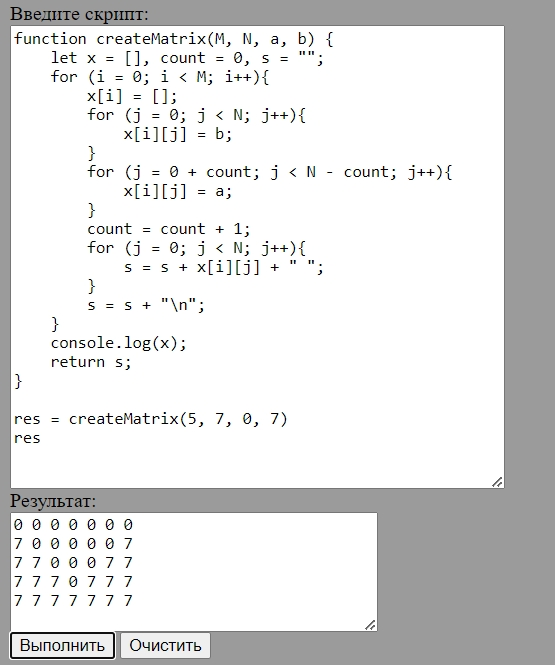 Введите скрипт:
function createMatrix(M, N, a, b) {
    let x = [], count = 0, s = "";
    for (i = 0; i < M; i++){
        x[i] = [];
        for (j = 0; j < N; j++){
            x[i][j] = b;
        }
        for (j = 0 + count; j < N - count; j++){
            x[i][j] = a;
        }
        count = count + 1;
        for (j = 0; j < N; j++){
            s = s + x[i][j] + " ";
        }
        s = s + "\n";
    }
    console.log(x);
    return s;
}

res = createMatrix(5, 7, 0, 7)
res
Результат:
0 0 0 0 0 0 0
7 0 0 0 0 0 7
7 7 0 0 0 7 7
7 7 7 0 7 7 7
7 7 7 7 7 7 7
Выполнить Очистить